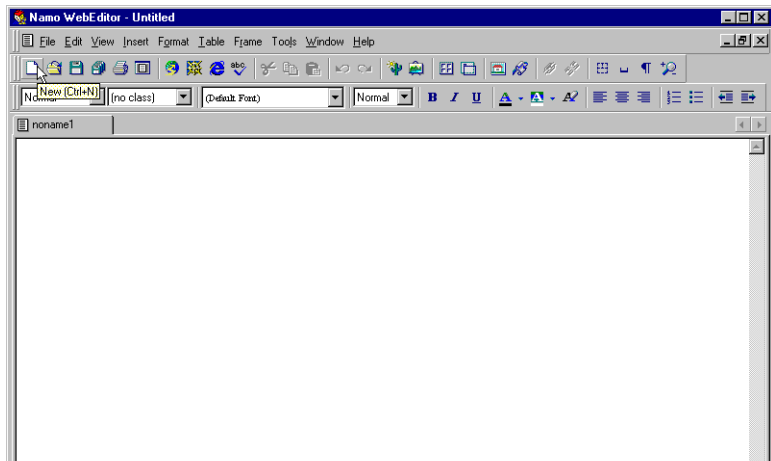 Namo WebEditor - Untitled
File Edit View Insert Format Table Frame Tools Window Help
abc
New (Ctrl+N)
(no class) (Default Font) Normal B I U A A A
noname1